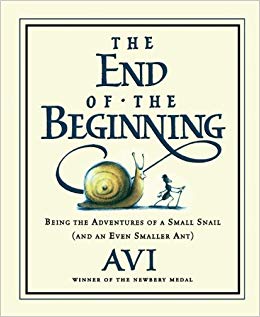 THE
END
OF • THE
BEGINNING
BEING THE ADVENTURES OF A SMALL SNAIL
(AND AN EVEN SMALLER ANT)
AVI
WINNER OF THE NEWBERY MEDAL